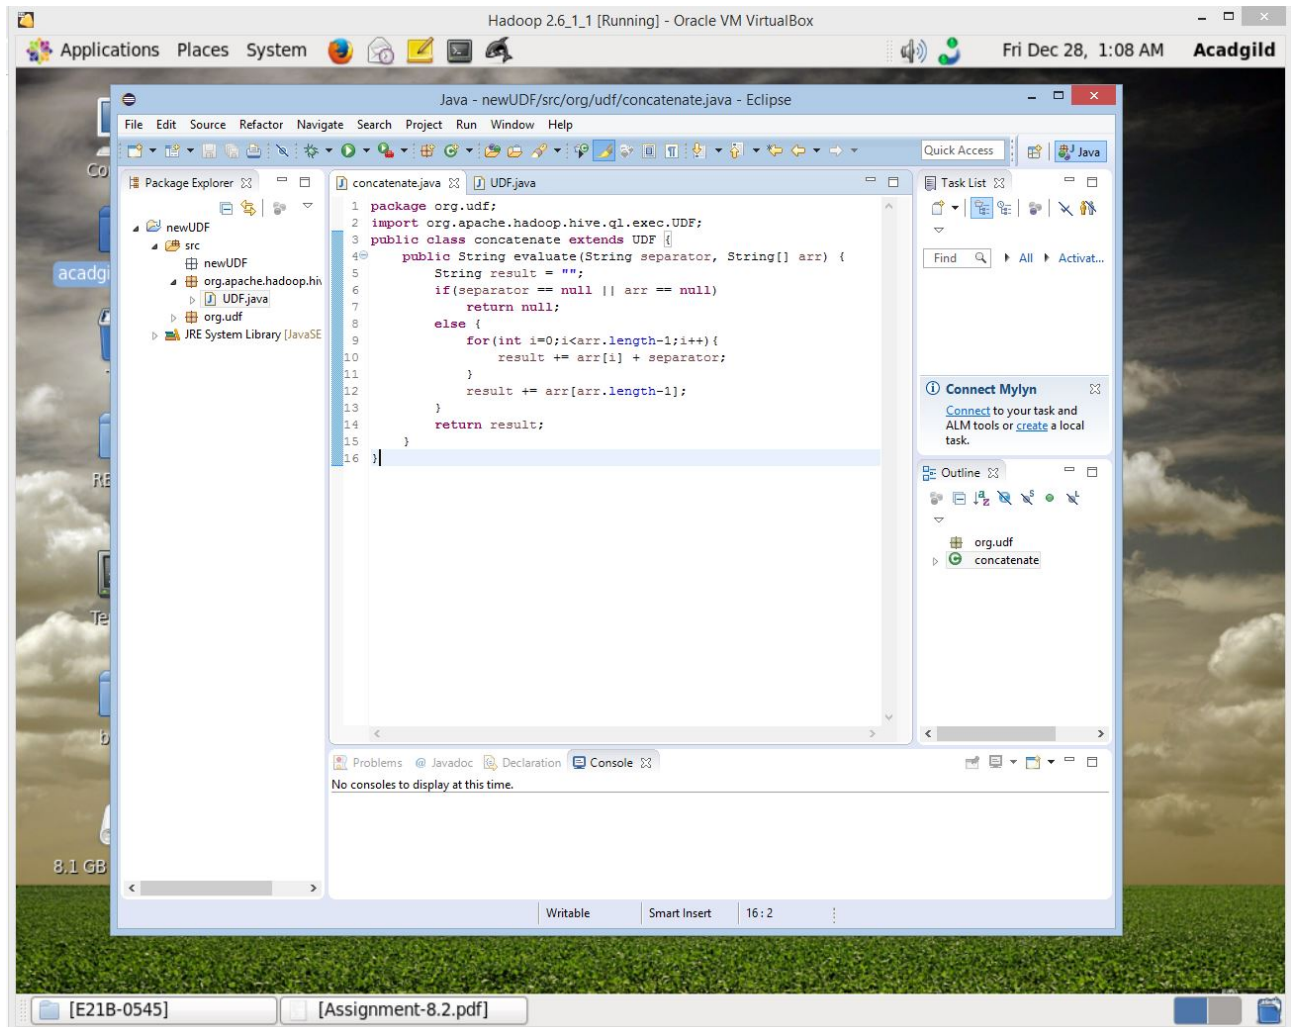 Hadoop 2.6_1_1 [Running] - Oracle VM VirtualBox
Applications Places System
Fri Dec 28, 1:08 AM Acadgild
Java - newUDF/src/org/udf/concatenate.java - Eclipse
File Edit Source Refactor Navigate Search Project Run Window Help
Quick Access
Java
Package Explorer
newUDF
src
newUDF
org.apache.hadoop.hiv
UDF.java
org.udf
JRE System Library [JavaSE
concatenate.java
UDF.java
1 package org.udf;
2 import org.apache.hadoop.hive.ql.exec.UDF;
3 public class concatenate extends UDF {
4 public String evaluate(String separator, String[] arr) {
5 String result = "";
6 if(separator == null || arr == null)
7 return null;
8 else {
9 for(int i=0;i<arr.length-1;i++){
10 result += arr[i] + separator;
11 }
12 result += arr[arr.length-1];
13 }
14 return result;
15 }
16 }
Task List
Find
All
Activat...
Connect Mylyn
Connect to your task and
ALM tools or create a local
task.
Outline
org.udf
concatenate
Problems @ Javadoc Declaration Console
No consoles to display at this time.
Writable Smart Insert 16 : 2
Co
acadgi
RE
Te
b
8.1 GB
[E21B-0545]
[Assignment-8.2.pdf]